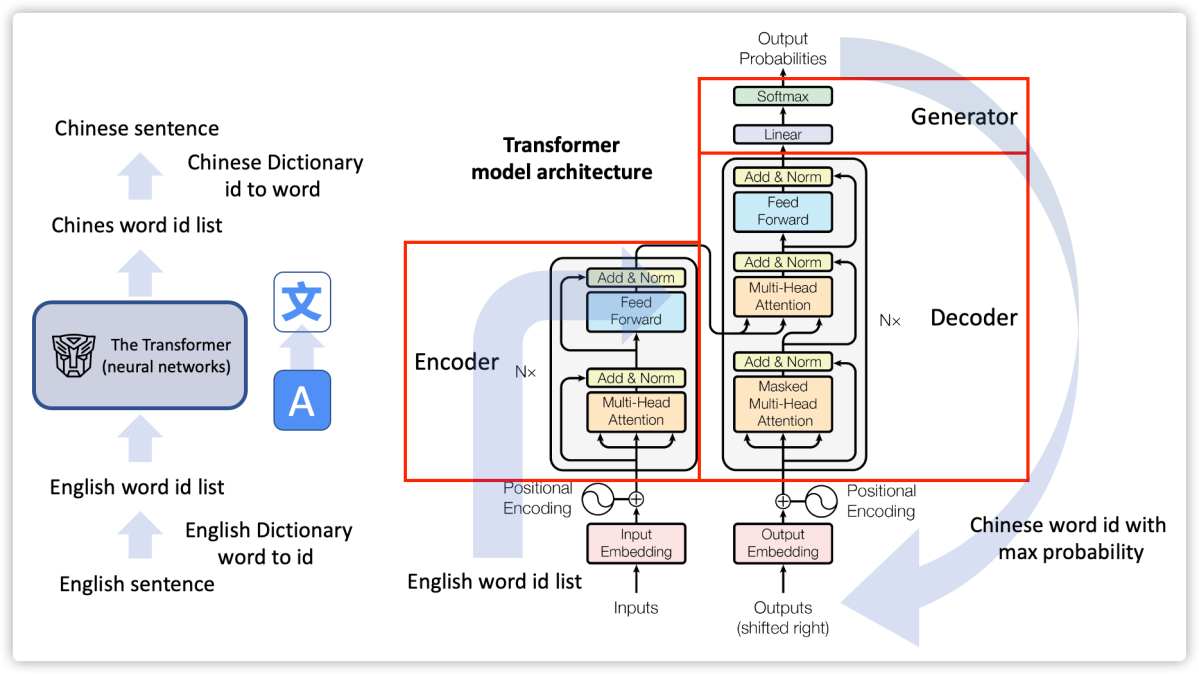 Chinese sentence
Chinese Dictionary
id to word
Chines word id list
The Transformer
(neural networks)
文
A
English word id list
English Dictionary
word to id
English sentence
Transformer
model architecture
Output
Probabilities
Softmax
Linear
Generator
Add & Norm
Feed
Forward
Add & Norm
Multi-Head
Attention
Add & Norm
Masked
Multi-Head
Attention
Nx
Decoder
Encoder
Nx
Add & Norm
Feed
Forward
Add & Norm
Multi-Head
Attention
Positional
Encoding
Positional
Encoding
Input
Embedding
Output
Embedding
English word id list
Inputs
Outputs
(shifted right)
Chinese word id with
max probability